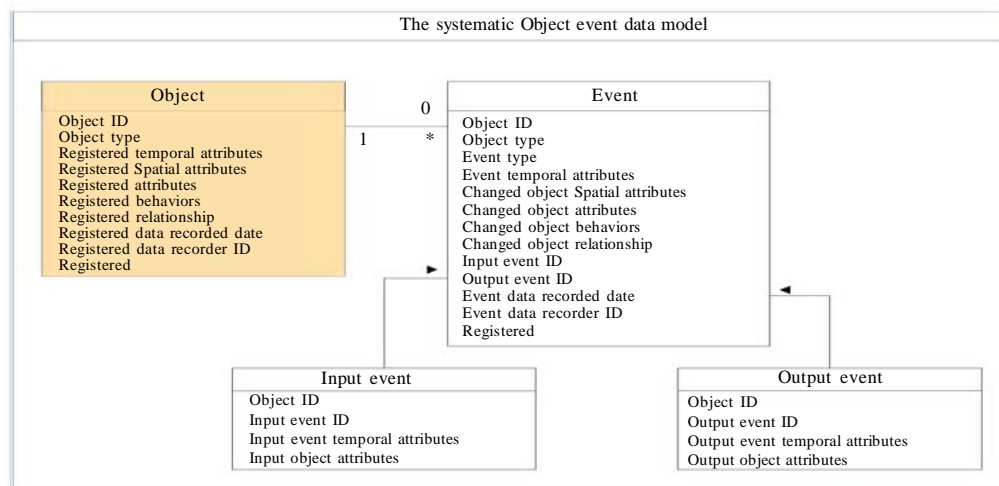 The systematic Object event data model
Object
Object ID
Object type
Registered temporal attributes
Registered Spatial attributes
Registered attributes
Registered behaviors
Registered relationship
Registered data recorded date
Registered data recorder ID
Registered
0
1 *
Event
Object ID
Object type
Event type
Event temporal attributes
Changed object Spatial attributes
Changed object attributes
Changed object behaviors
Changed object relationship
Input event ID
Output event ID
Event data recorded date
Event data recorder ID
Registered
Input event
Object ID
Input event ID
Input event temporal attributes
Input object attributes
Output event
Object ID
Output event ID
Output event temporal attributes
Output object attributes